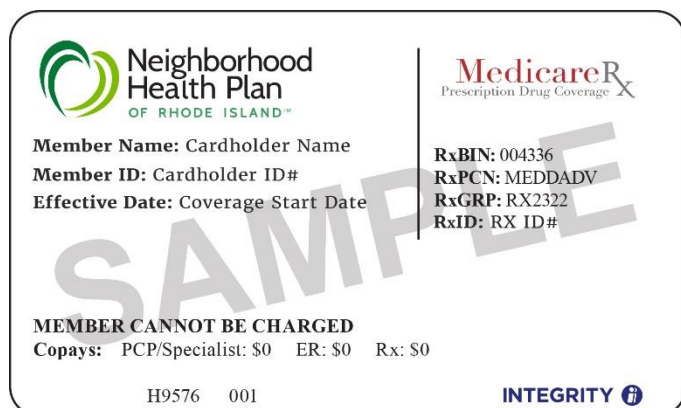 Neighborhood
Health Plan
OF RHODE ISLAND™
Member Name: Cardholder Name
Member ID: Cardholder ID#
Effective Date: Coverage Start Date
MedicareRx
Prescription Drug Coverage
RxBIN: 004336
RxPCN: MEDDADV
RxGRP: RX2322
RxID: RX ID#
SAMPLE
MEMBER CANNOT BE CHARGED
Copays: PCP/Specialist: $0 ER: $0 Rx: $0
H9576 001
INTEGRITY